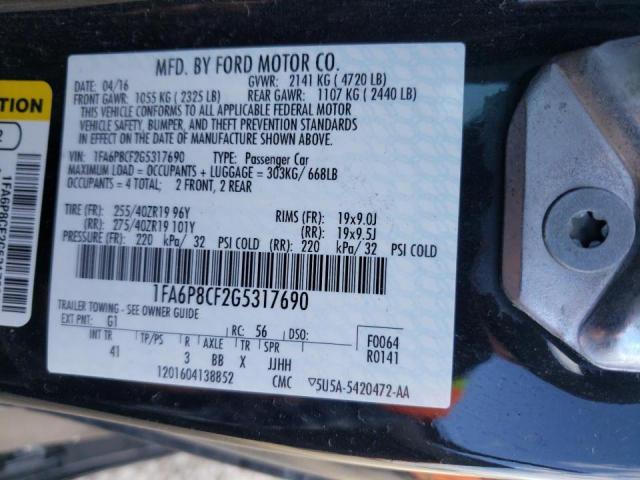 MFD. BY FORD MOTOR CO.
DATE: 04/16 GVWR: 2141 KG ( 4720 LB)
FRONT GAWR: 1055 KG ( 2325 LB) REAR GAWR: 1107 KG ( 2440 LB)
THIS VEHICLE CONFORMS TO ALL APPLICABLE FEDERAL MOTOR
VEHICLE SAFETY, BUMPER, AND THEFT PREVENTION STANDARDS
IN EFFECT ON THE DATE OF MANUFACTURE SHOWN ABOVE.
VIN: 1FA6P8CF2G5317690 TYPE: Passenger Car
MAXIMUM LOAD = OCCUPANTS + LUGGAGE = 303KG/ 668LB
OCCUPANTS = 4 TOTAL; 2 FRONT, 2 REAR
TIRE (FR): 255/40ZR19 96Y RIMS (FR): 19x9.0J
(RR): 275/40ZR19 101Y (RR): 19x9.5J
PRESSURE (FR): 220 kPa/ 32 PSI COLD (RR): 220 kPa/ 32 PSI COLD
1FA6P8CF2G5317690
TRAILER TOWING - SEE OWNER GUIDE
EXT PNT: G1 RC: 56 DSO: F0064
INT TR TP/PS R AXLE TR SPR R0141
41 3 BB X JJHH
1201604138852 CMC ▽5U5A-5420472-AA
2